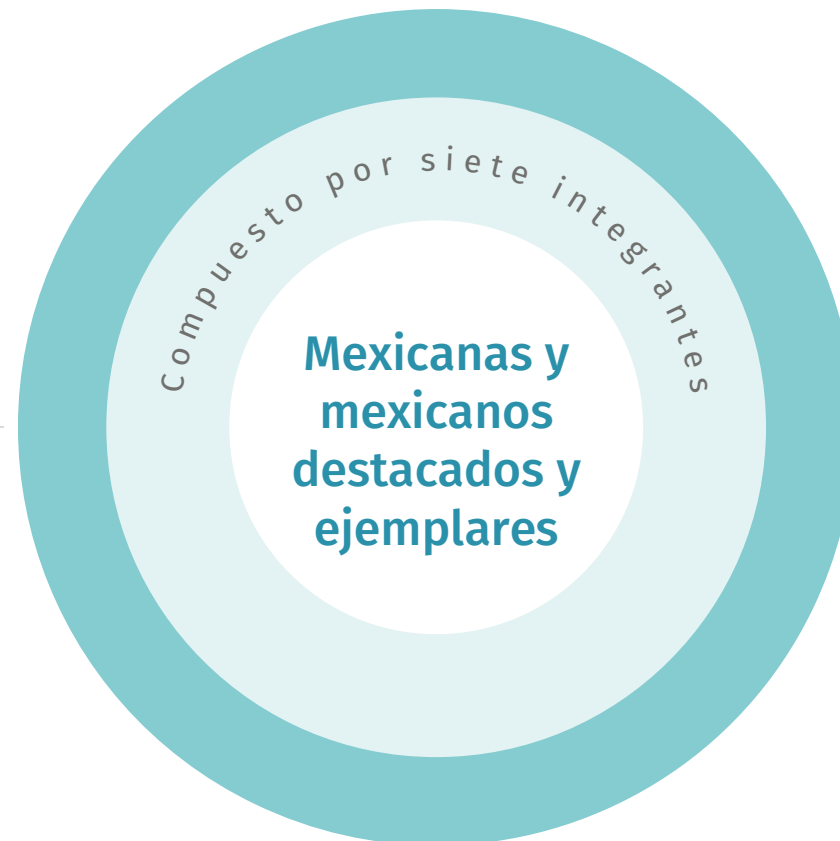 Compuesto por siete integrantes
Mexicanas y
mexicanos
destacados y
ejemplares